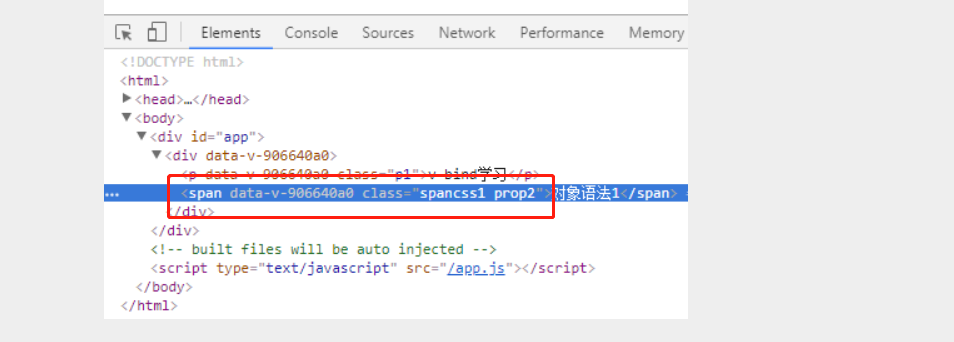 Elements Console Sources Network Performance Memory
<!DOCTYPE html>
<html>
<head>…</head>
<body>
<div id="app">
<div data-v-906640a0>
<p data-v-906640a0 class="p1">v-bind学习</p>
<span data-v-906640a0 class="spancss1 prop2">对象语法1</span>
</div>
</div>
<!-- built files will be auto injected -->
<script type="text/javascript" src="/app.js"></script>
</body>
</html>